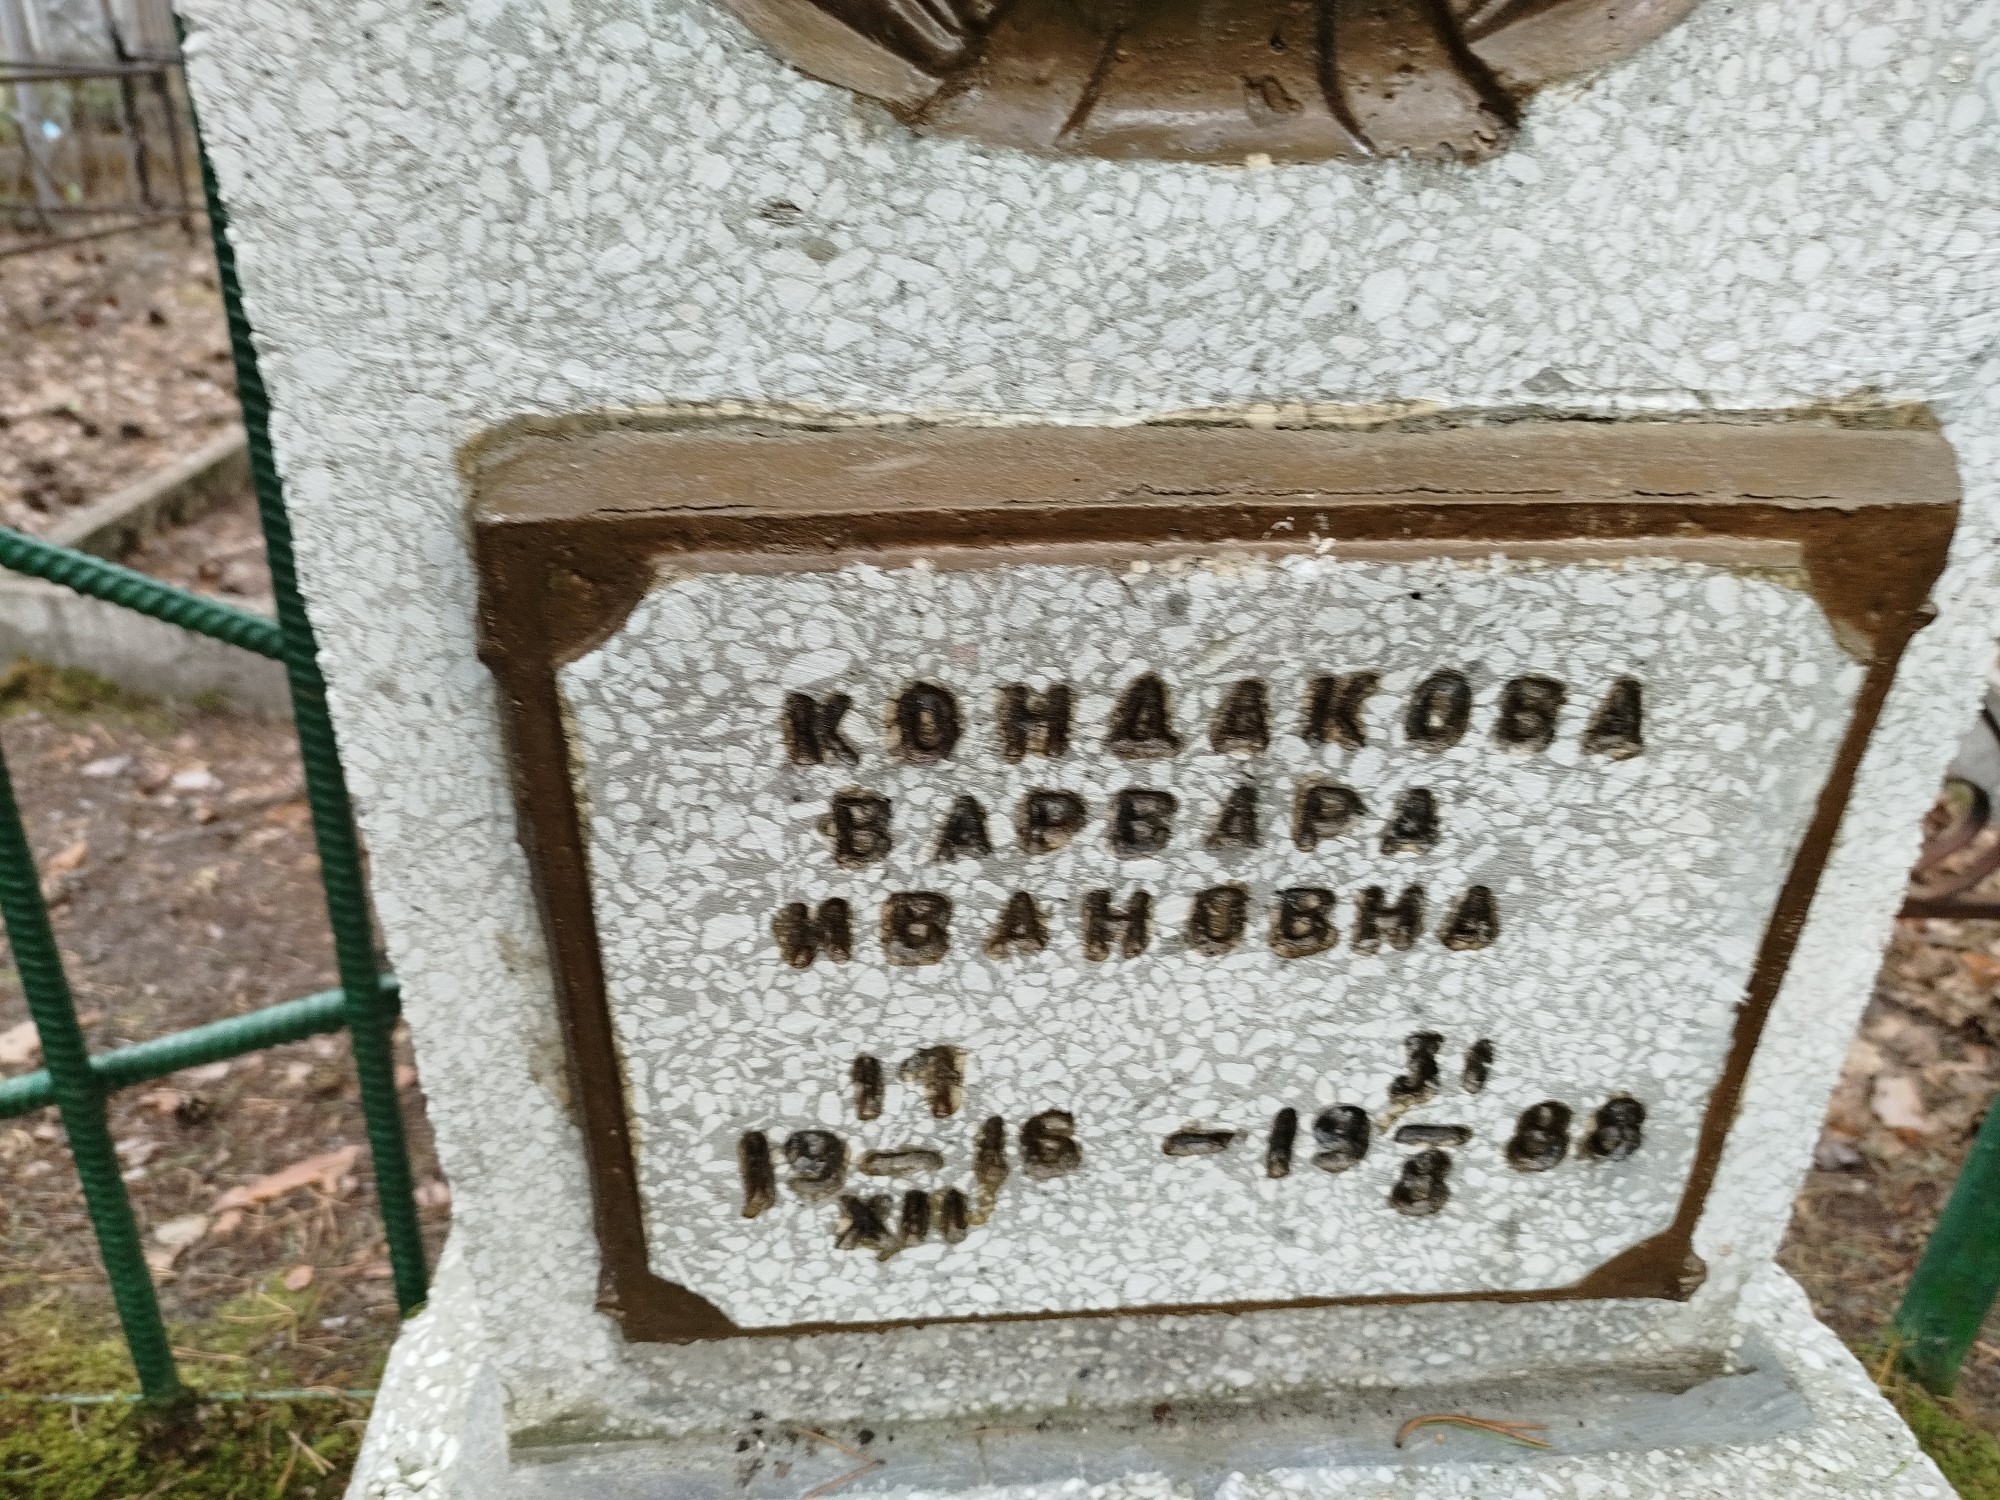 КОНДАКОВА
ВАРВАРА
ИВАНОВНА
17 31
19—16 – 19—88
XII 8